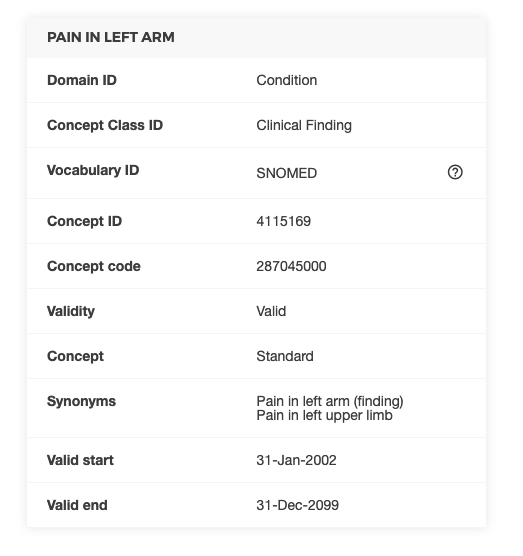 PAIN IN LEFT ARM
Domain ID Condition
Concept Class ID Clinical Finding
Vocabulary ID SNOMED ?
Concept ID 4115169
Concept code 287045000
Validity Valid
Concept Standard
Synonyms Pain in left arm (finding)
Pain in left upper limb
Valid start 31-Jan-2002
Valid end 31-Dec-2099